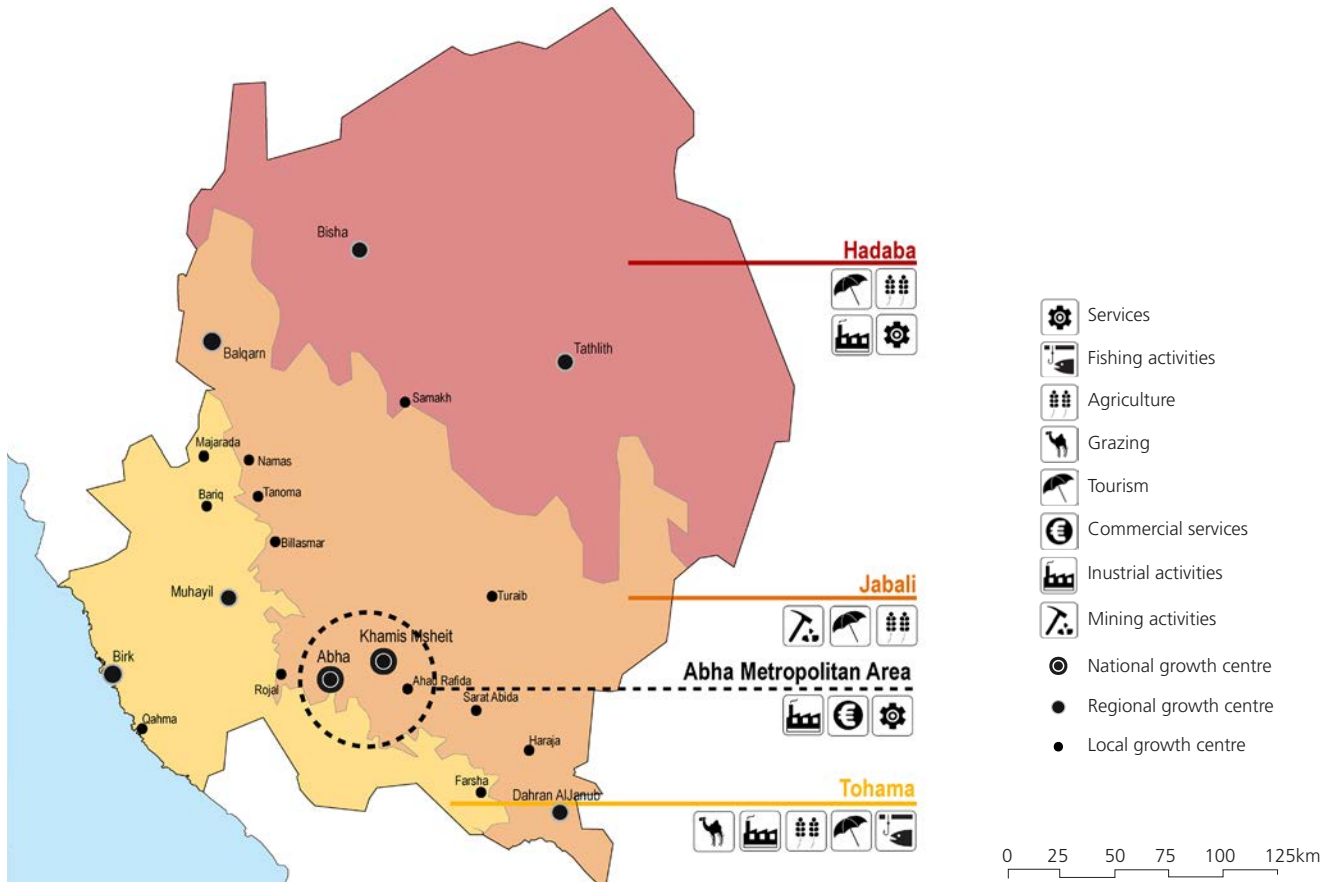 Hadaba
Bisha
Balqarn
Tathlith
Samakh
Majarada
Namas
Bariq
Tanoma
Billasmar
Muhayil
Turaib
Jabali
Khamis Msheit
Abha
Birk
Rojal
Ahad Rafida
Abha Metropolitan Area
Sarat Abida
Qahma
Haraja
Farsha
Dahran AlJanub
Tohama
Services
Fishing activities
Agriculture
Grazing
Tourism
Commercial services
Inustrial activities
Mining activities
National growth centre
Regional growth centre
Local growth centre
0 25 50 75 100 125km